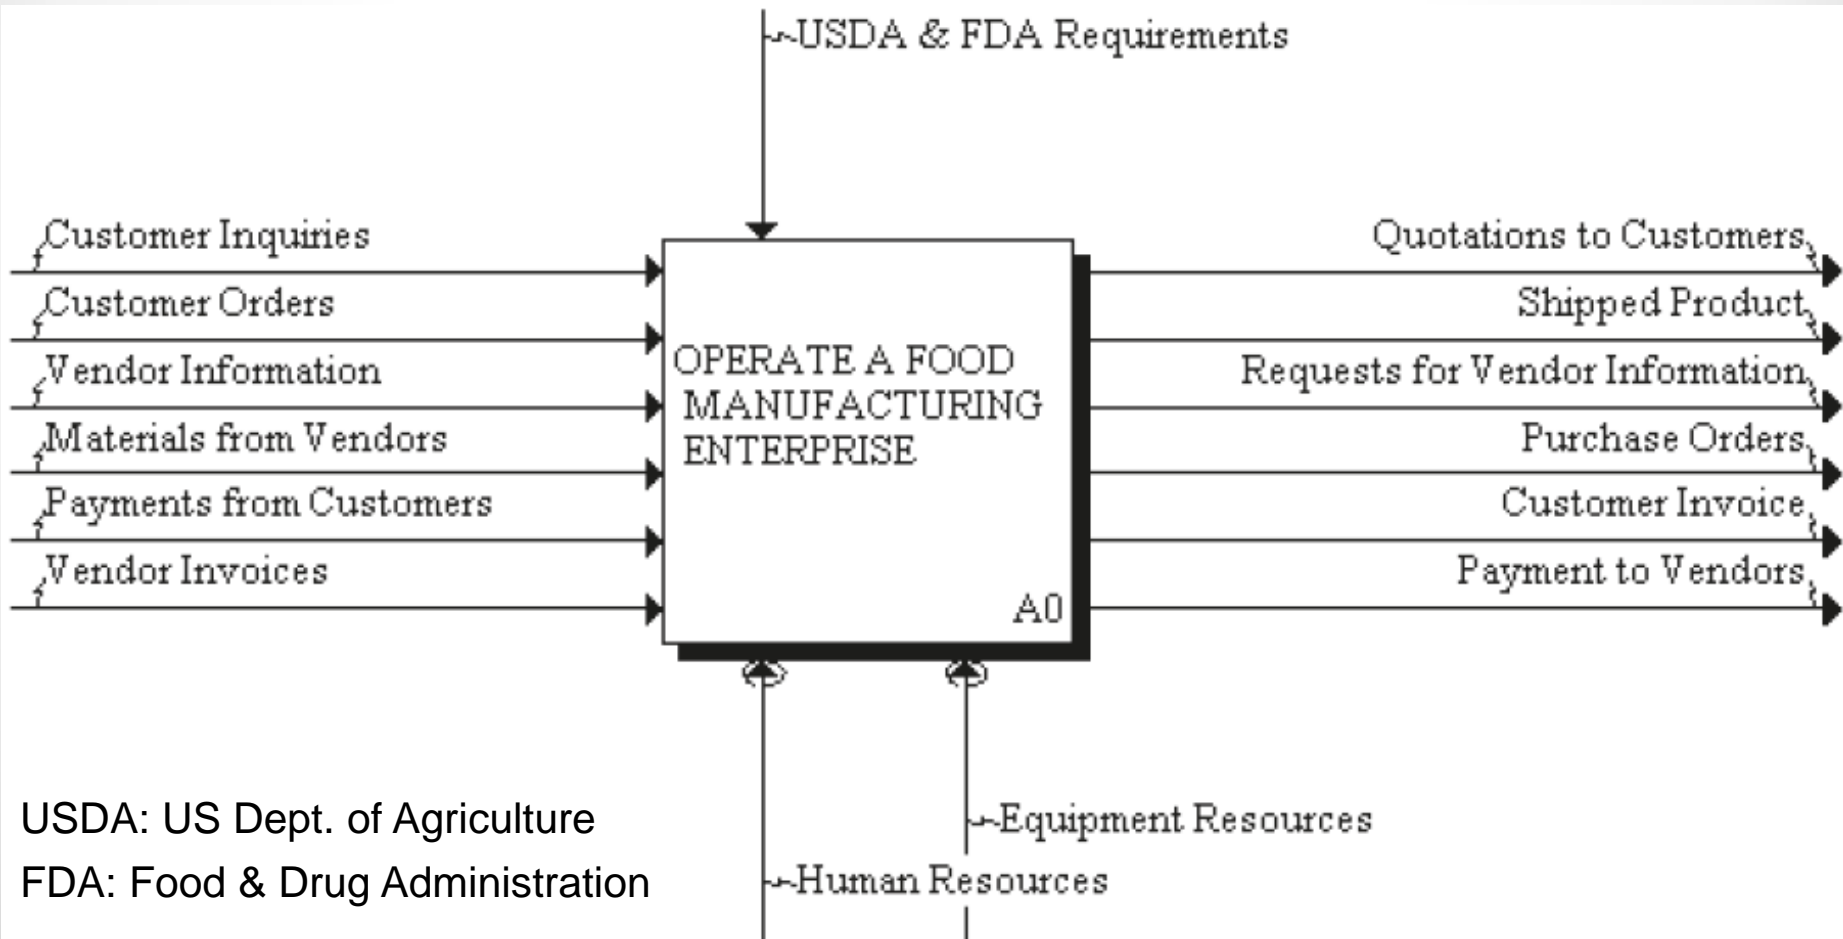 USDA & FDA Requirements
Customer Inquiries
Customer Orders
Vendor Information
Materials from Vendors
Payments from Customers
Vendor Invoices
OPERATE A FOOD
MANUFACTURING
ENTERPRISE
A0
Quotations to Customers
Shipped Product
Requests for Vendor Information
Purchase Orders
Customer Invoice
Payment to Vendors
Equipment Resources
Human Resources
USDA: US Dept. of Agriculture
FDA: Food & Drug Administration